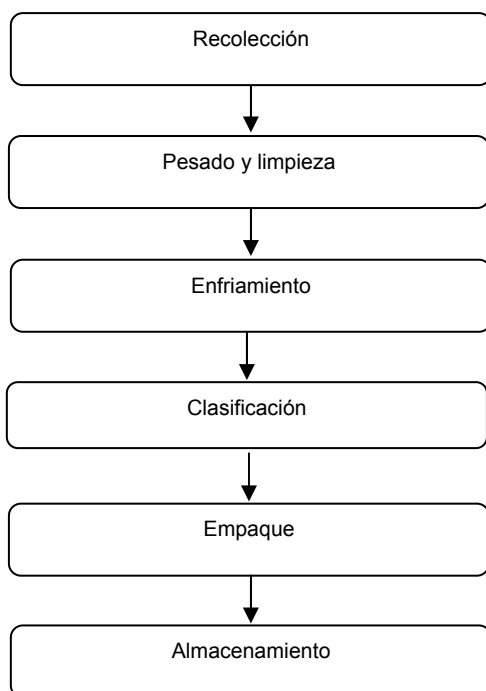 Recolección
Pesado y limpieza
Enfriamiento
Clasificación
Empaque
Almacenamiento